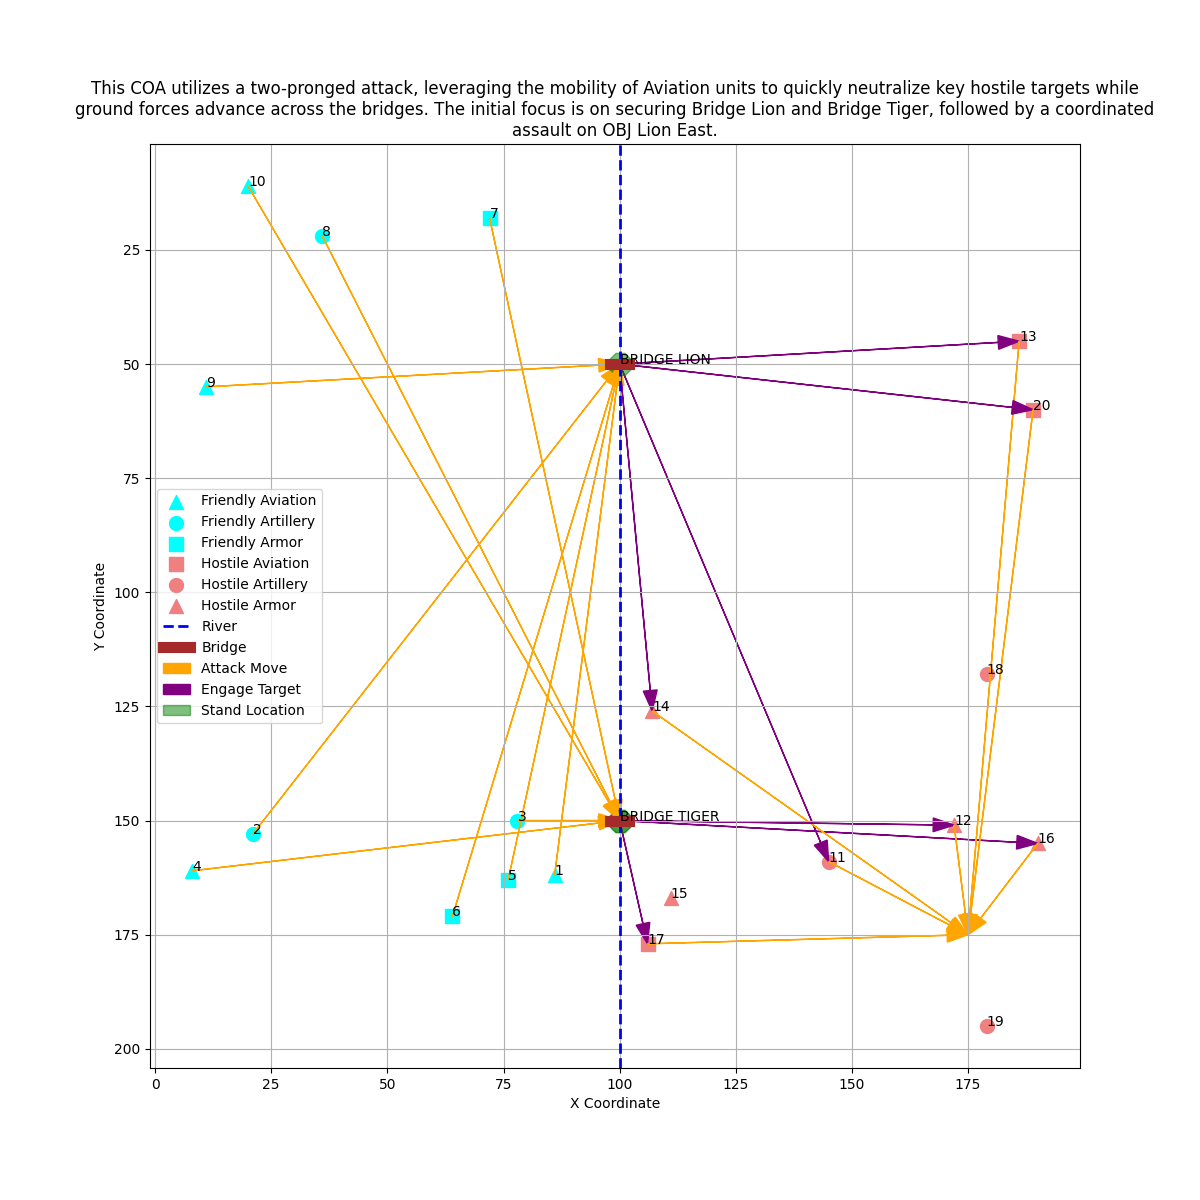 This COA utilizes a two-pronged attack, leveraging the mobility of Aviation units to quickly neutralize key hostile targets while
ground forces advance across the bridges. The initial focus is on securing Bridge Lion and Bridge Tiger, followed by a coordinated
assault on OBJ Lion East.
10
7
8
25
13
50
BRIDGE LION
9
20
75
Friendly Aviation
Friendly Artillery
Friendly Armor
Hostile Aviation
Hostile Artillery
Hostile Armor
River
Bridge
Attack Move
Engage Target
Stand Location
100
Y Coordinate
18
125
14
150
3
BRIDGE TIGER
12
2
16
11
4
5
1
15
6
175
17
19
200
0
25
50
75
100
125
150
175
X Coordinate